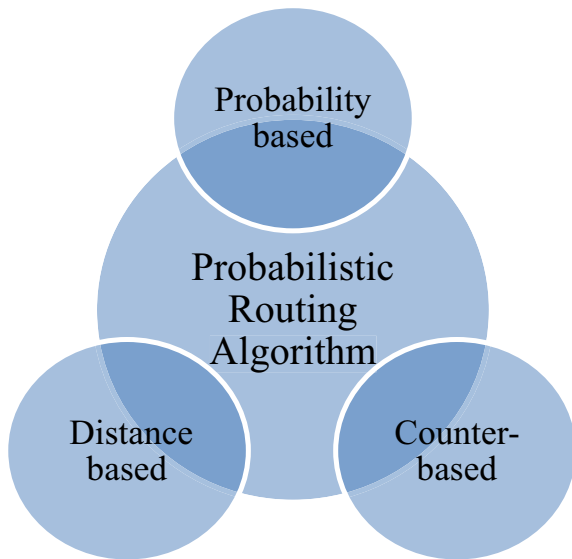 Probability
based
Probabilistic
Routing
Algorithm
Distance
based
Counter-
based